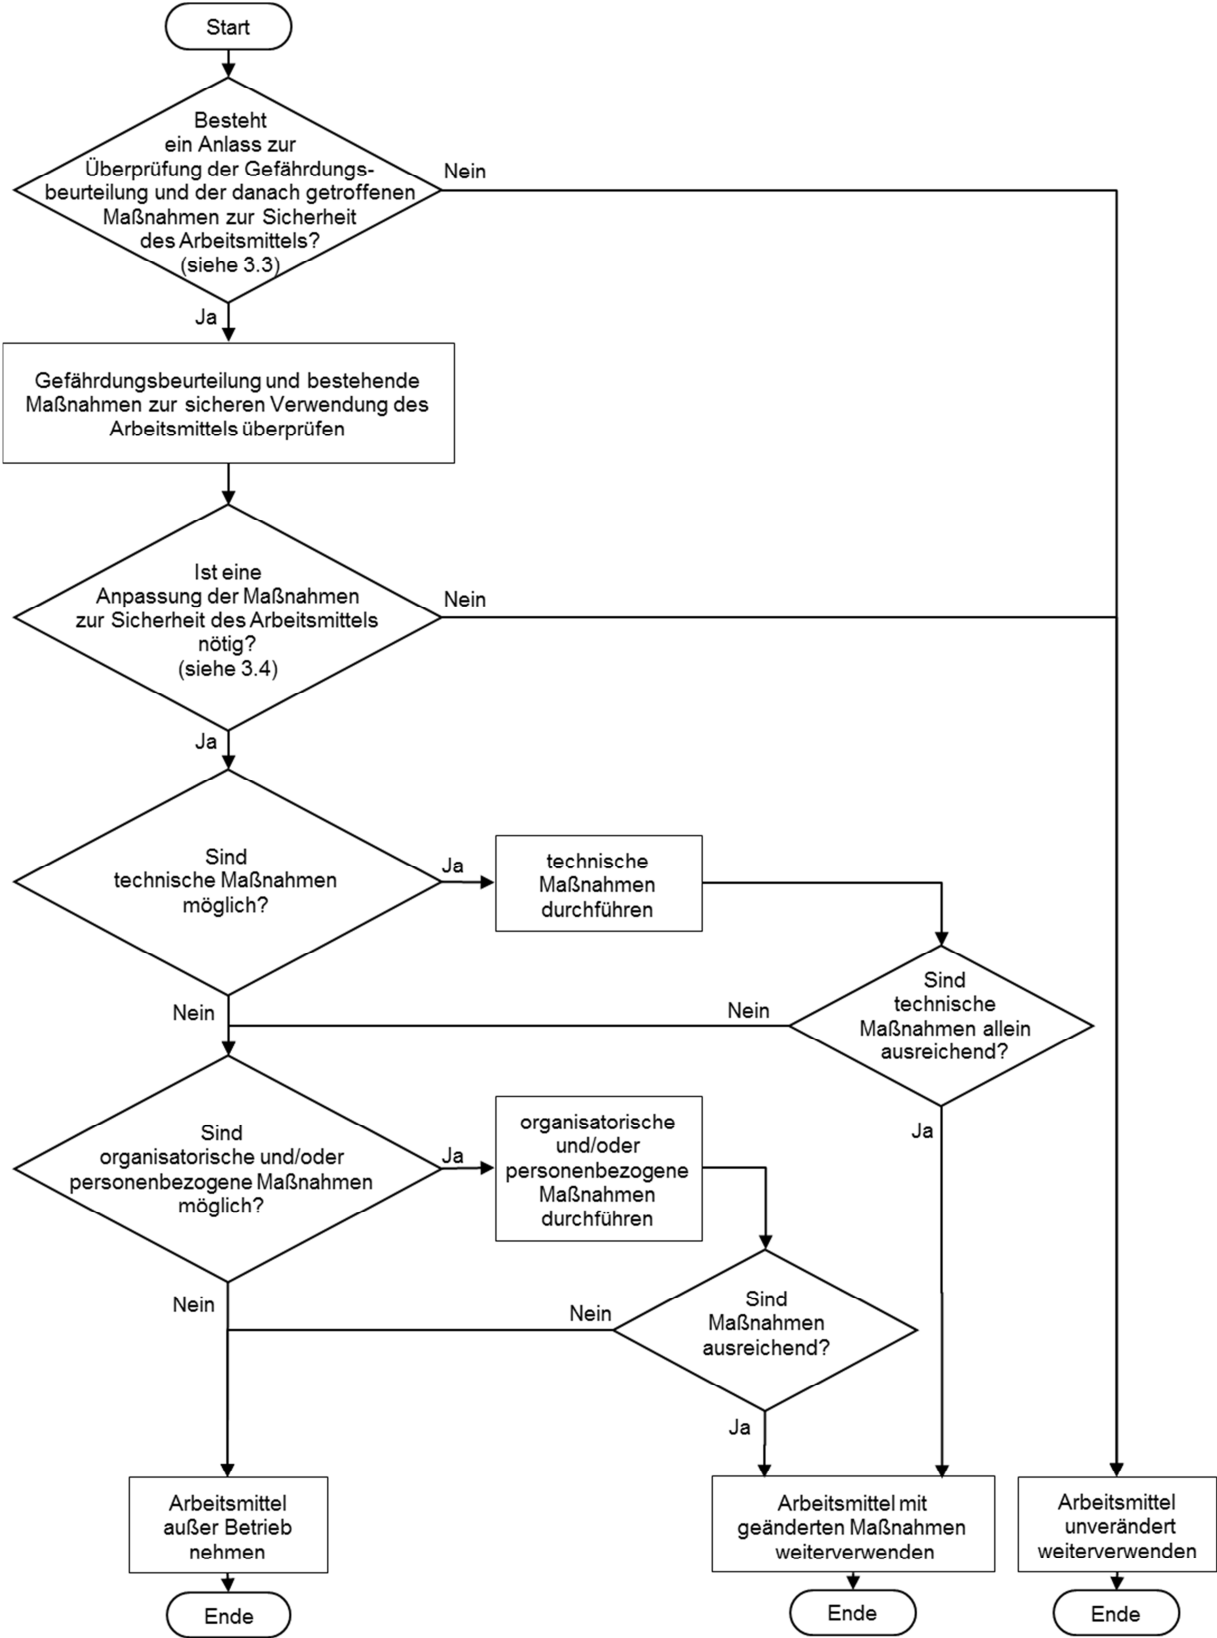 Start
Besteht
ein Anlass zur
Überprüfung der Gefährdungs-
beurteilung und der danach getroffenen
Maßnahmen zur Sicherheit
des Arbeitsmittels?
(siehe 3.3)
Nein
Ja
Gefährdungsbeurteilung und bestehende
Maßnahmen zur sicheren Verwendung des
Arbeitsmittels überprüfen
Ist eine
Anpassung der Maßnahmen
zur Sicherheit des Arbeitsmittels
nötig?
(siehe 3.4)
Nein
Ja
Sind
technische Maßnahmen
möglich?
Ja
technische
Maßnahmen
durchführen
Sind
technische
Maßnahmen allein
ausreichend?
Nein
Nein
Ja
Sind
organisatorische und/oder
personenbezogene Maßnahmen
möglich?
Ja
organisatorische
und/oder
personenbezogene
Maßnahmen
durchführen
Sind
Maßnahmen
ausreichend?
Nein
Nein
Ja
Arbeitsmittel
außer Betrieb
nehmen
Arbeitsmittel mit
geänderten Maßnahmen
weiterverwenden
Arbeitsmittel
unverändert
weiterverwenden
Ende
Ende
Ende